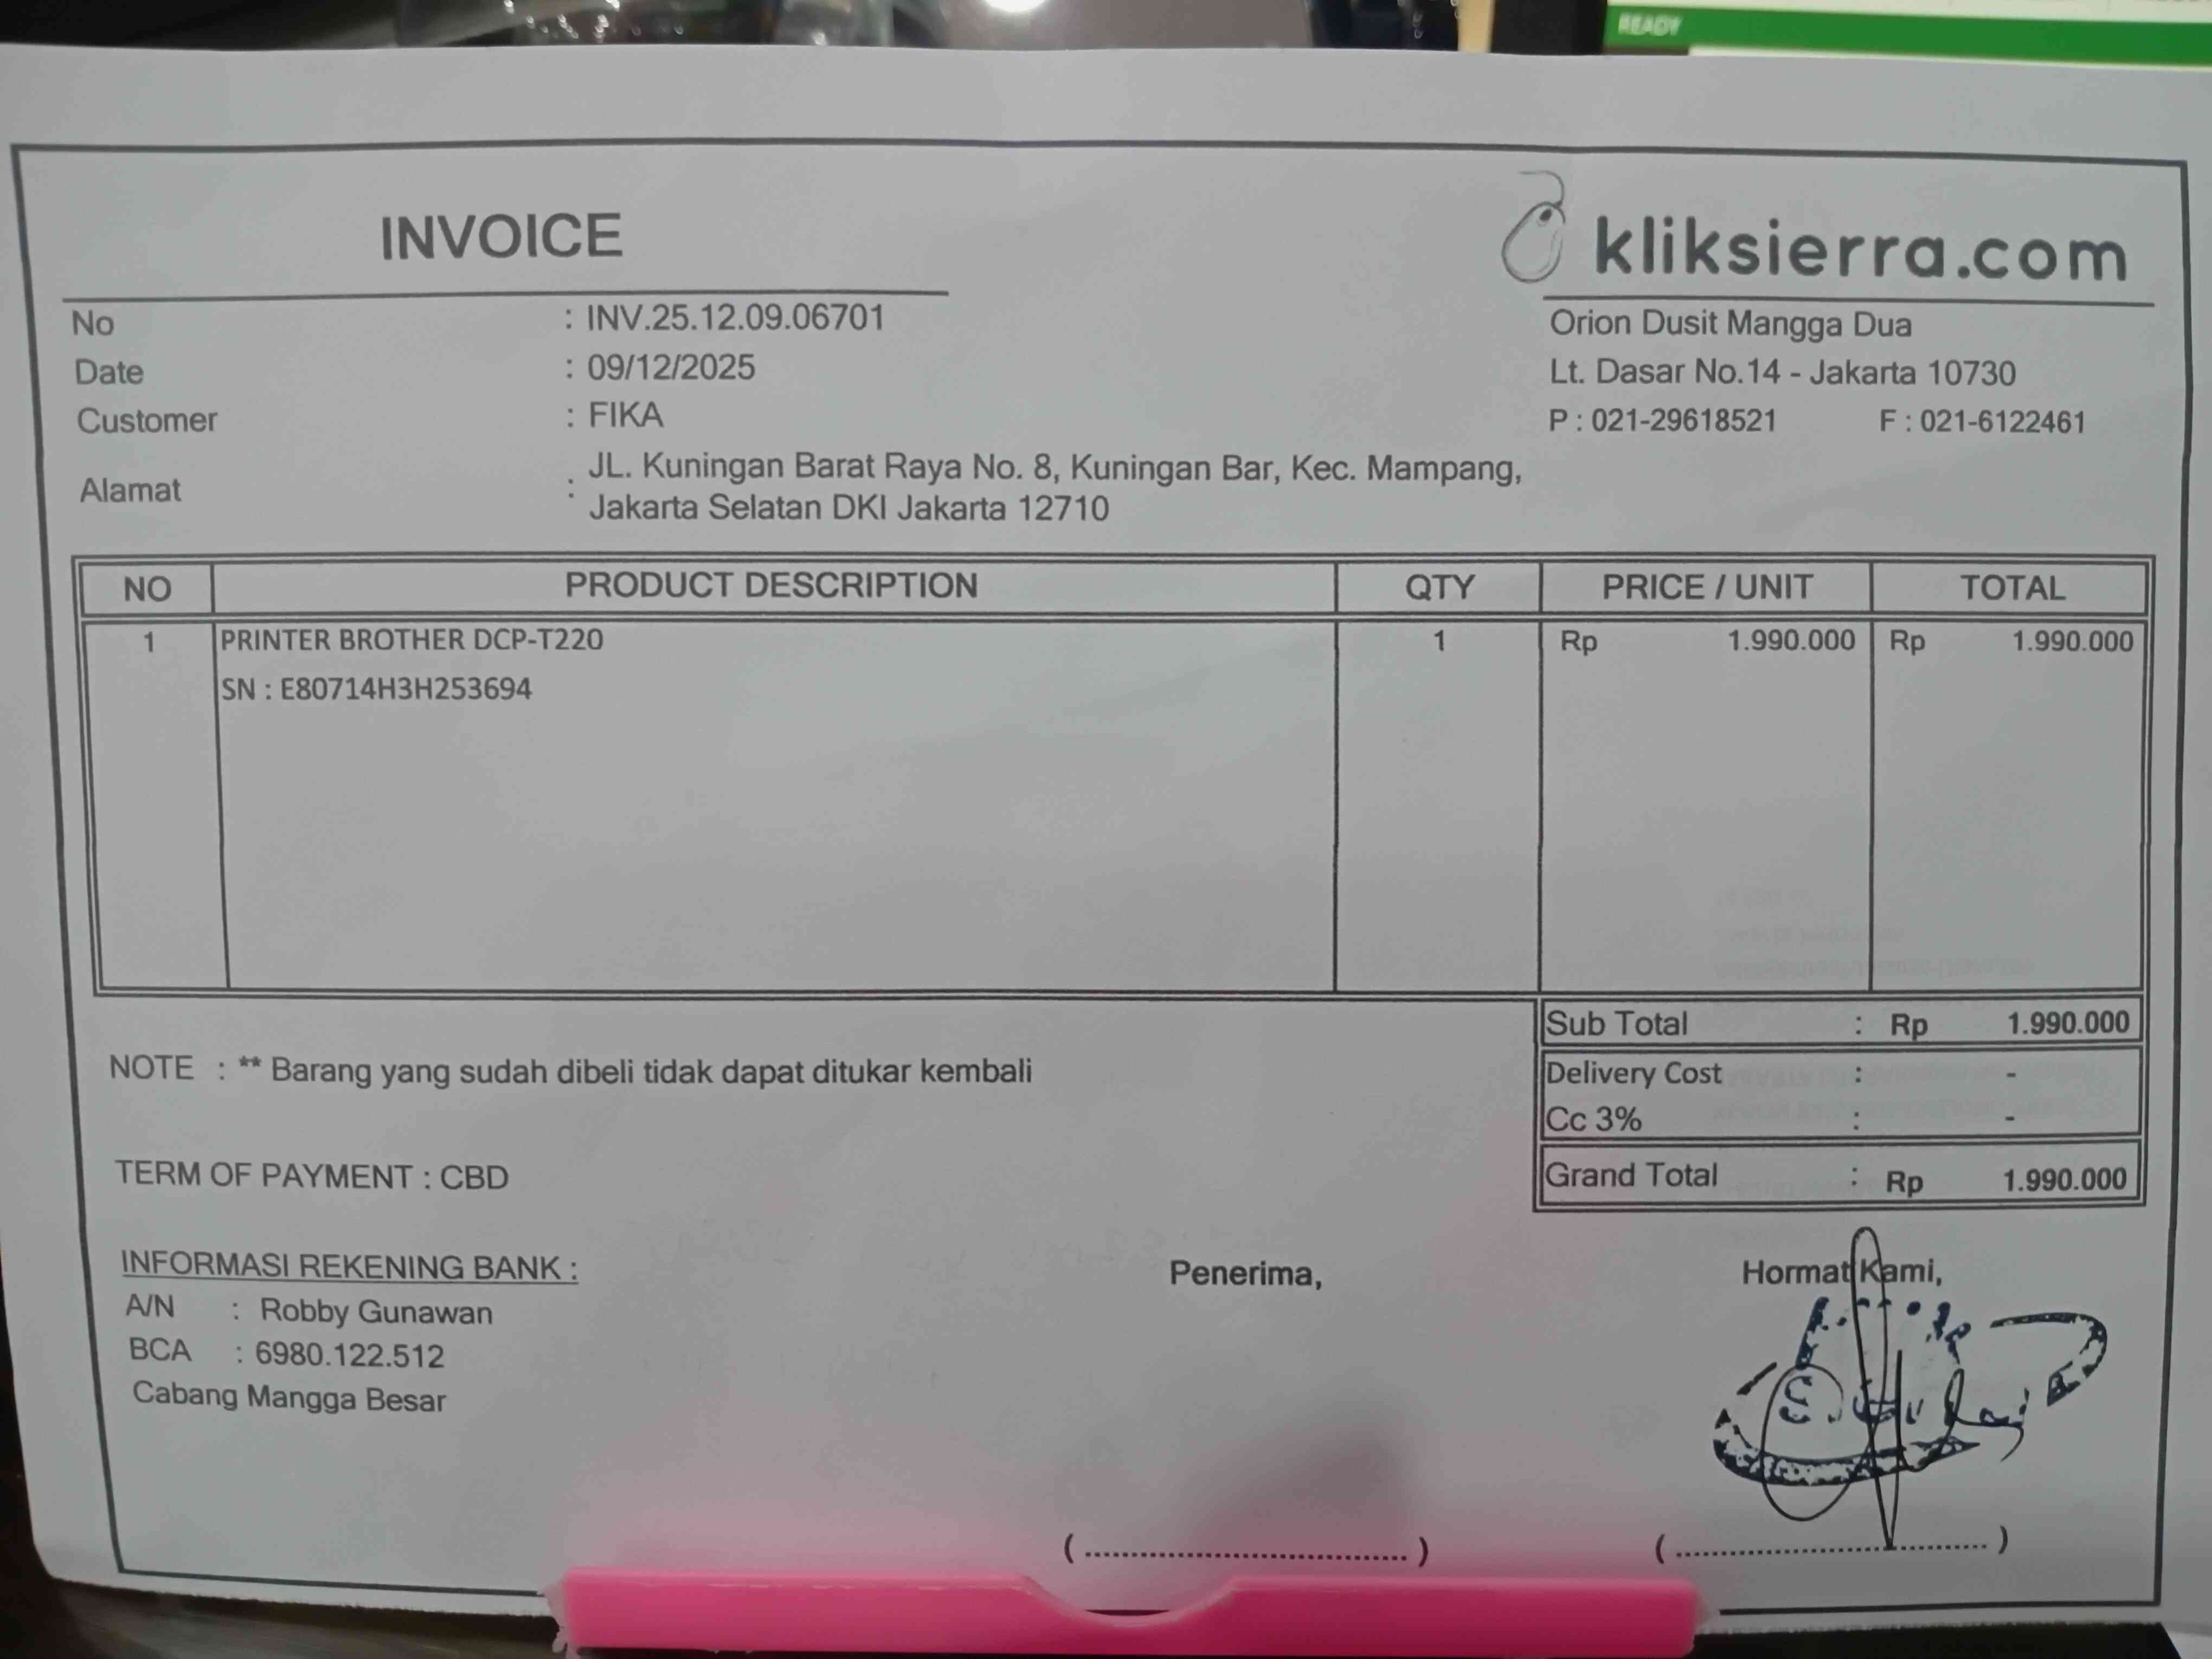 READY
INVOICE
kliksierra.com
No : INV.25.12.09.06701
Date : 09/12/2025
Customer : FIKA
Alamat : JL. Kuningan Barat Raya No. 8, Kuningan Bar, Kec. Mampang,
Jakarta Selatan DKI Jakarta 12710
Orion Dusit Mangga Dua
Lt. Dasar No.14 - Jakarta 10730
P : 021-29618521 F : 021-6122461
NO PRODUCT DESCRIPTION QTY PRICE / UNIT TOTAL
1 PRINTER BROTHER DCP-T220 1 Rp 1.990.000 Rp 1.990.000
SN : E80714H3H253694
Sub Total : Rp 1.990.000
Delivery Cost : -
Cc 3% : -
Grand Total : Rp 1.990.000
NOTE : ** Barang yang sudah dibeli tidak dapat ditukar kembali
TERM OF PAYMENT : CBD
INFORMASI REKENING BANK :
A/N : Robby Gunawan
BCA : 6980.122.512
Cabang Mangga Besar
Penerima,
Hormat Kami,
( ........................................ )
( ........................................ )